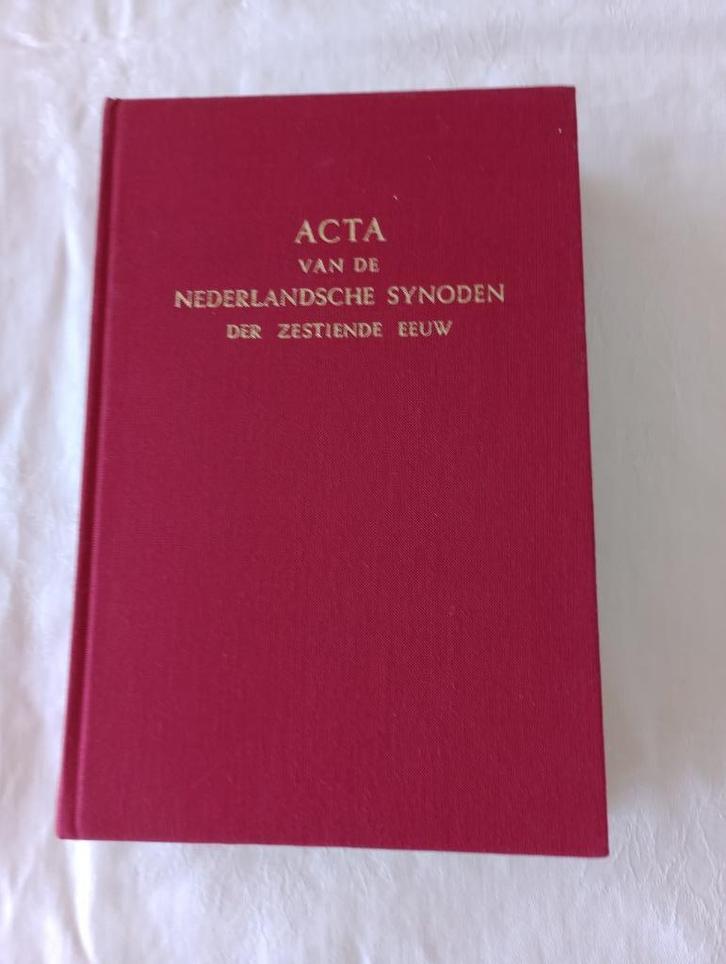 ACTA
VAN DE
NEDERLANDSCHE SYNODEN
DER ZESTIENDE EEUW